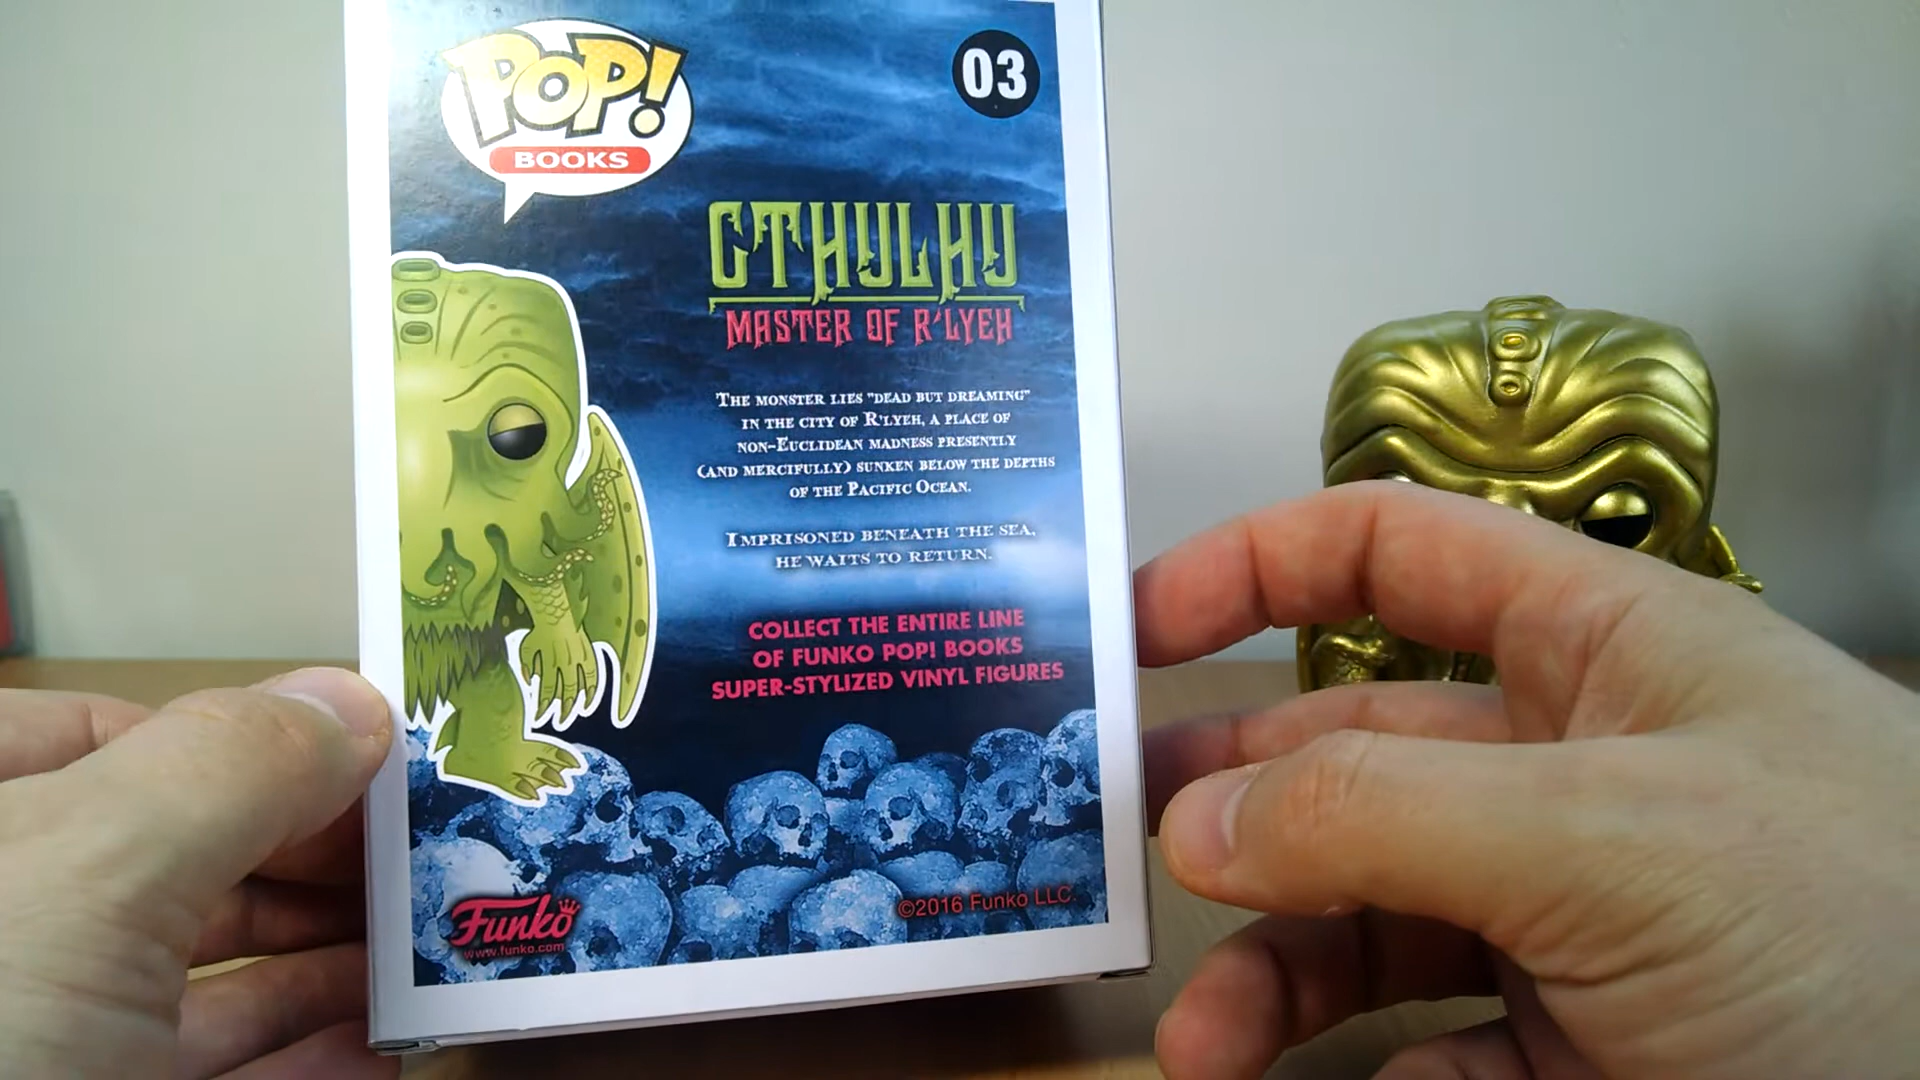 POP!
BOOKS
03
CTHULHU
MASTER OF R'LYEH
THE MONSTER LIES "DEAD BUT DREAMING"
IN THE CITY OF R'LYEH, A PLACE OF
NON-EUCLIDEAN MADNESS PRESENTLY
(AND MERCIFULLY) SUNKEN BELOW THE DEPTHS
OF THE PACIFIC OCEAN.
IMPRISONED BENEATH THE SEA,
HE WAITS TO RETURN.
COLLECT THE ENTIRE LINE
OF FUNKO POP! BOOKS
SUPER-STYLIZED VINYL FIGURES
Funko
www.funko.com
©2016 Funko LLC.